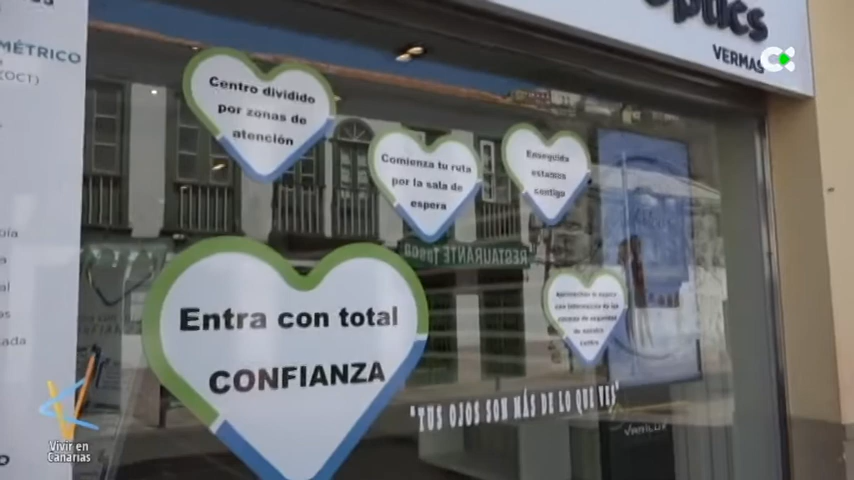 optics
VERMAS
MÉTRICO
(OCT)
Centro dividido
por zonas de
atención
Comienza tu ruta
por la sala de
espera
Enseguida
estamos
contigo
RESTAURANTE
Entra con total
CONFIANZA
"TUS OJOS SON MÁS DE LO QUE VES"
Vivir en
Canarias